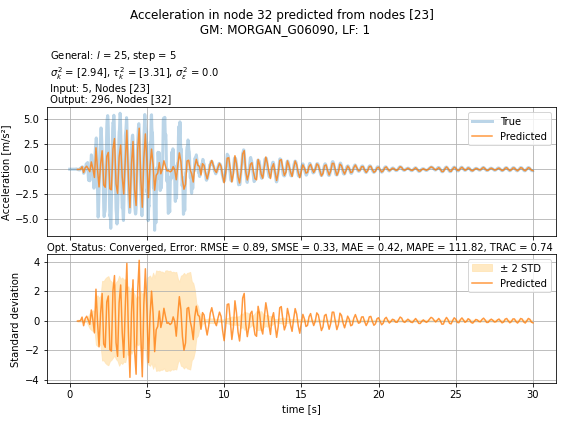 Acceleration in node 32 predicted from nodes [23]
GM: MORGAN_G06090, LF: 1
General: l = 25, step = 5
σ²ₖ = [2.94], τ²ₖ = [3.31], σ²ε = 0.0
Input: 5, Nodes [23]
Output: 296, Nodes [32]
Acceleration [m/s²]
5.0
2.5
0.0
−2.5
−5.0
True
Predicted
Opt. Status: Converged, Error: RMSE = 0.89, SMSE = 0.33, MAE = 0.42, MAPE = 111.82, TRAC = 0.74
Standard deviation
4
2
0
−2
−4
± 2 STD
Predicted
0 5 10 15 20 25 30
time [s]